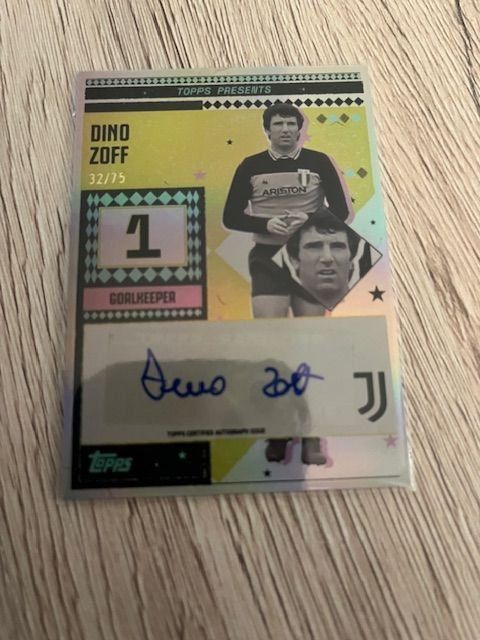 TOPPS PRESENTS
DINO
ZOFF
32/75
ARISTON
1
GOALKEEPER
Dino Zoff
J
TOPPS CERTIFIED AUTOGRAPH ISSUE
topps